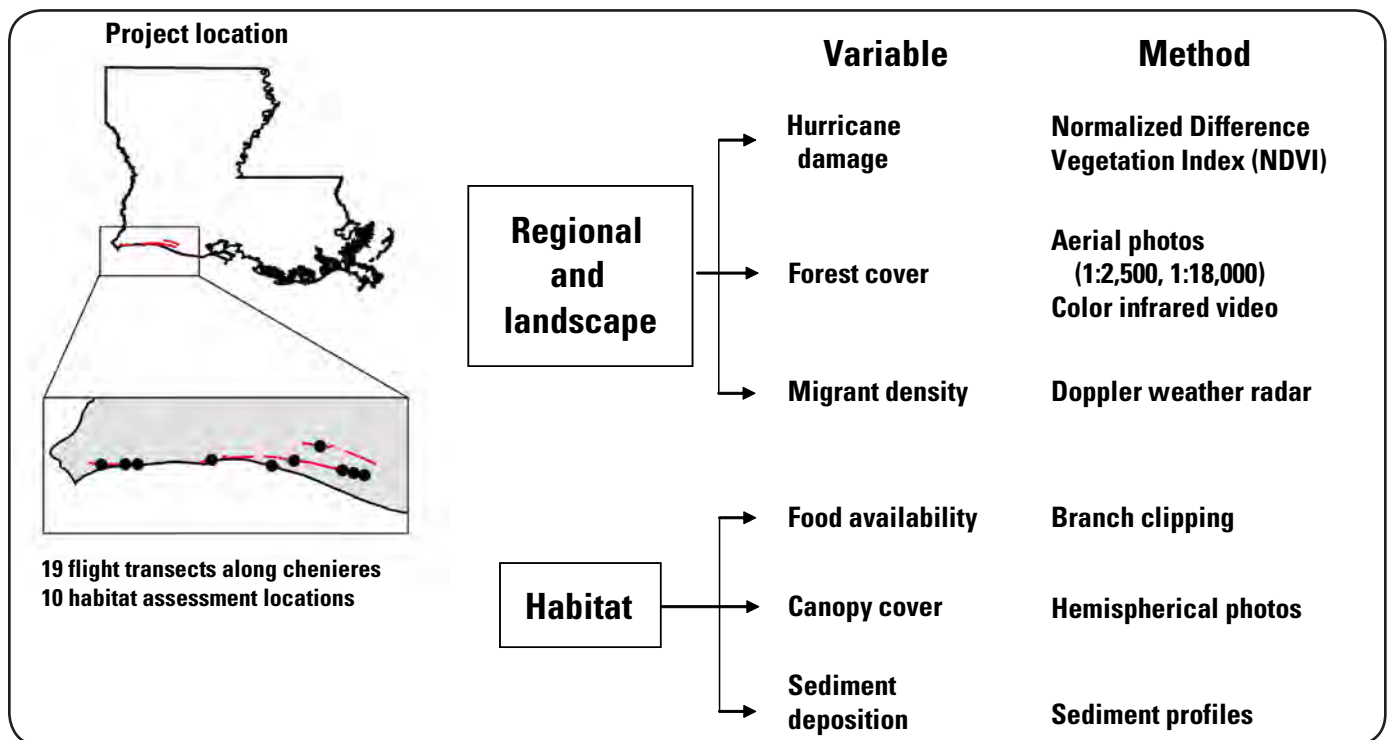 Project location
19 flight transects along chenieres
10 habitat assessment locations
Variable
Method
Regional
and
landscape
Hurricane
damage
Normalized Difference
Vegetation Index (NDVI)
Forest cover
Aerial photos
(1:2,500, 1:18,000)
Color infrared video
Migrant density
Doppler weather radar
Habitat
Food availability
Branch clipping
Canopy cover
Hemispherical photos
Sediment
deposition
Sediment profiles